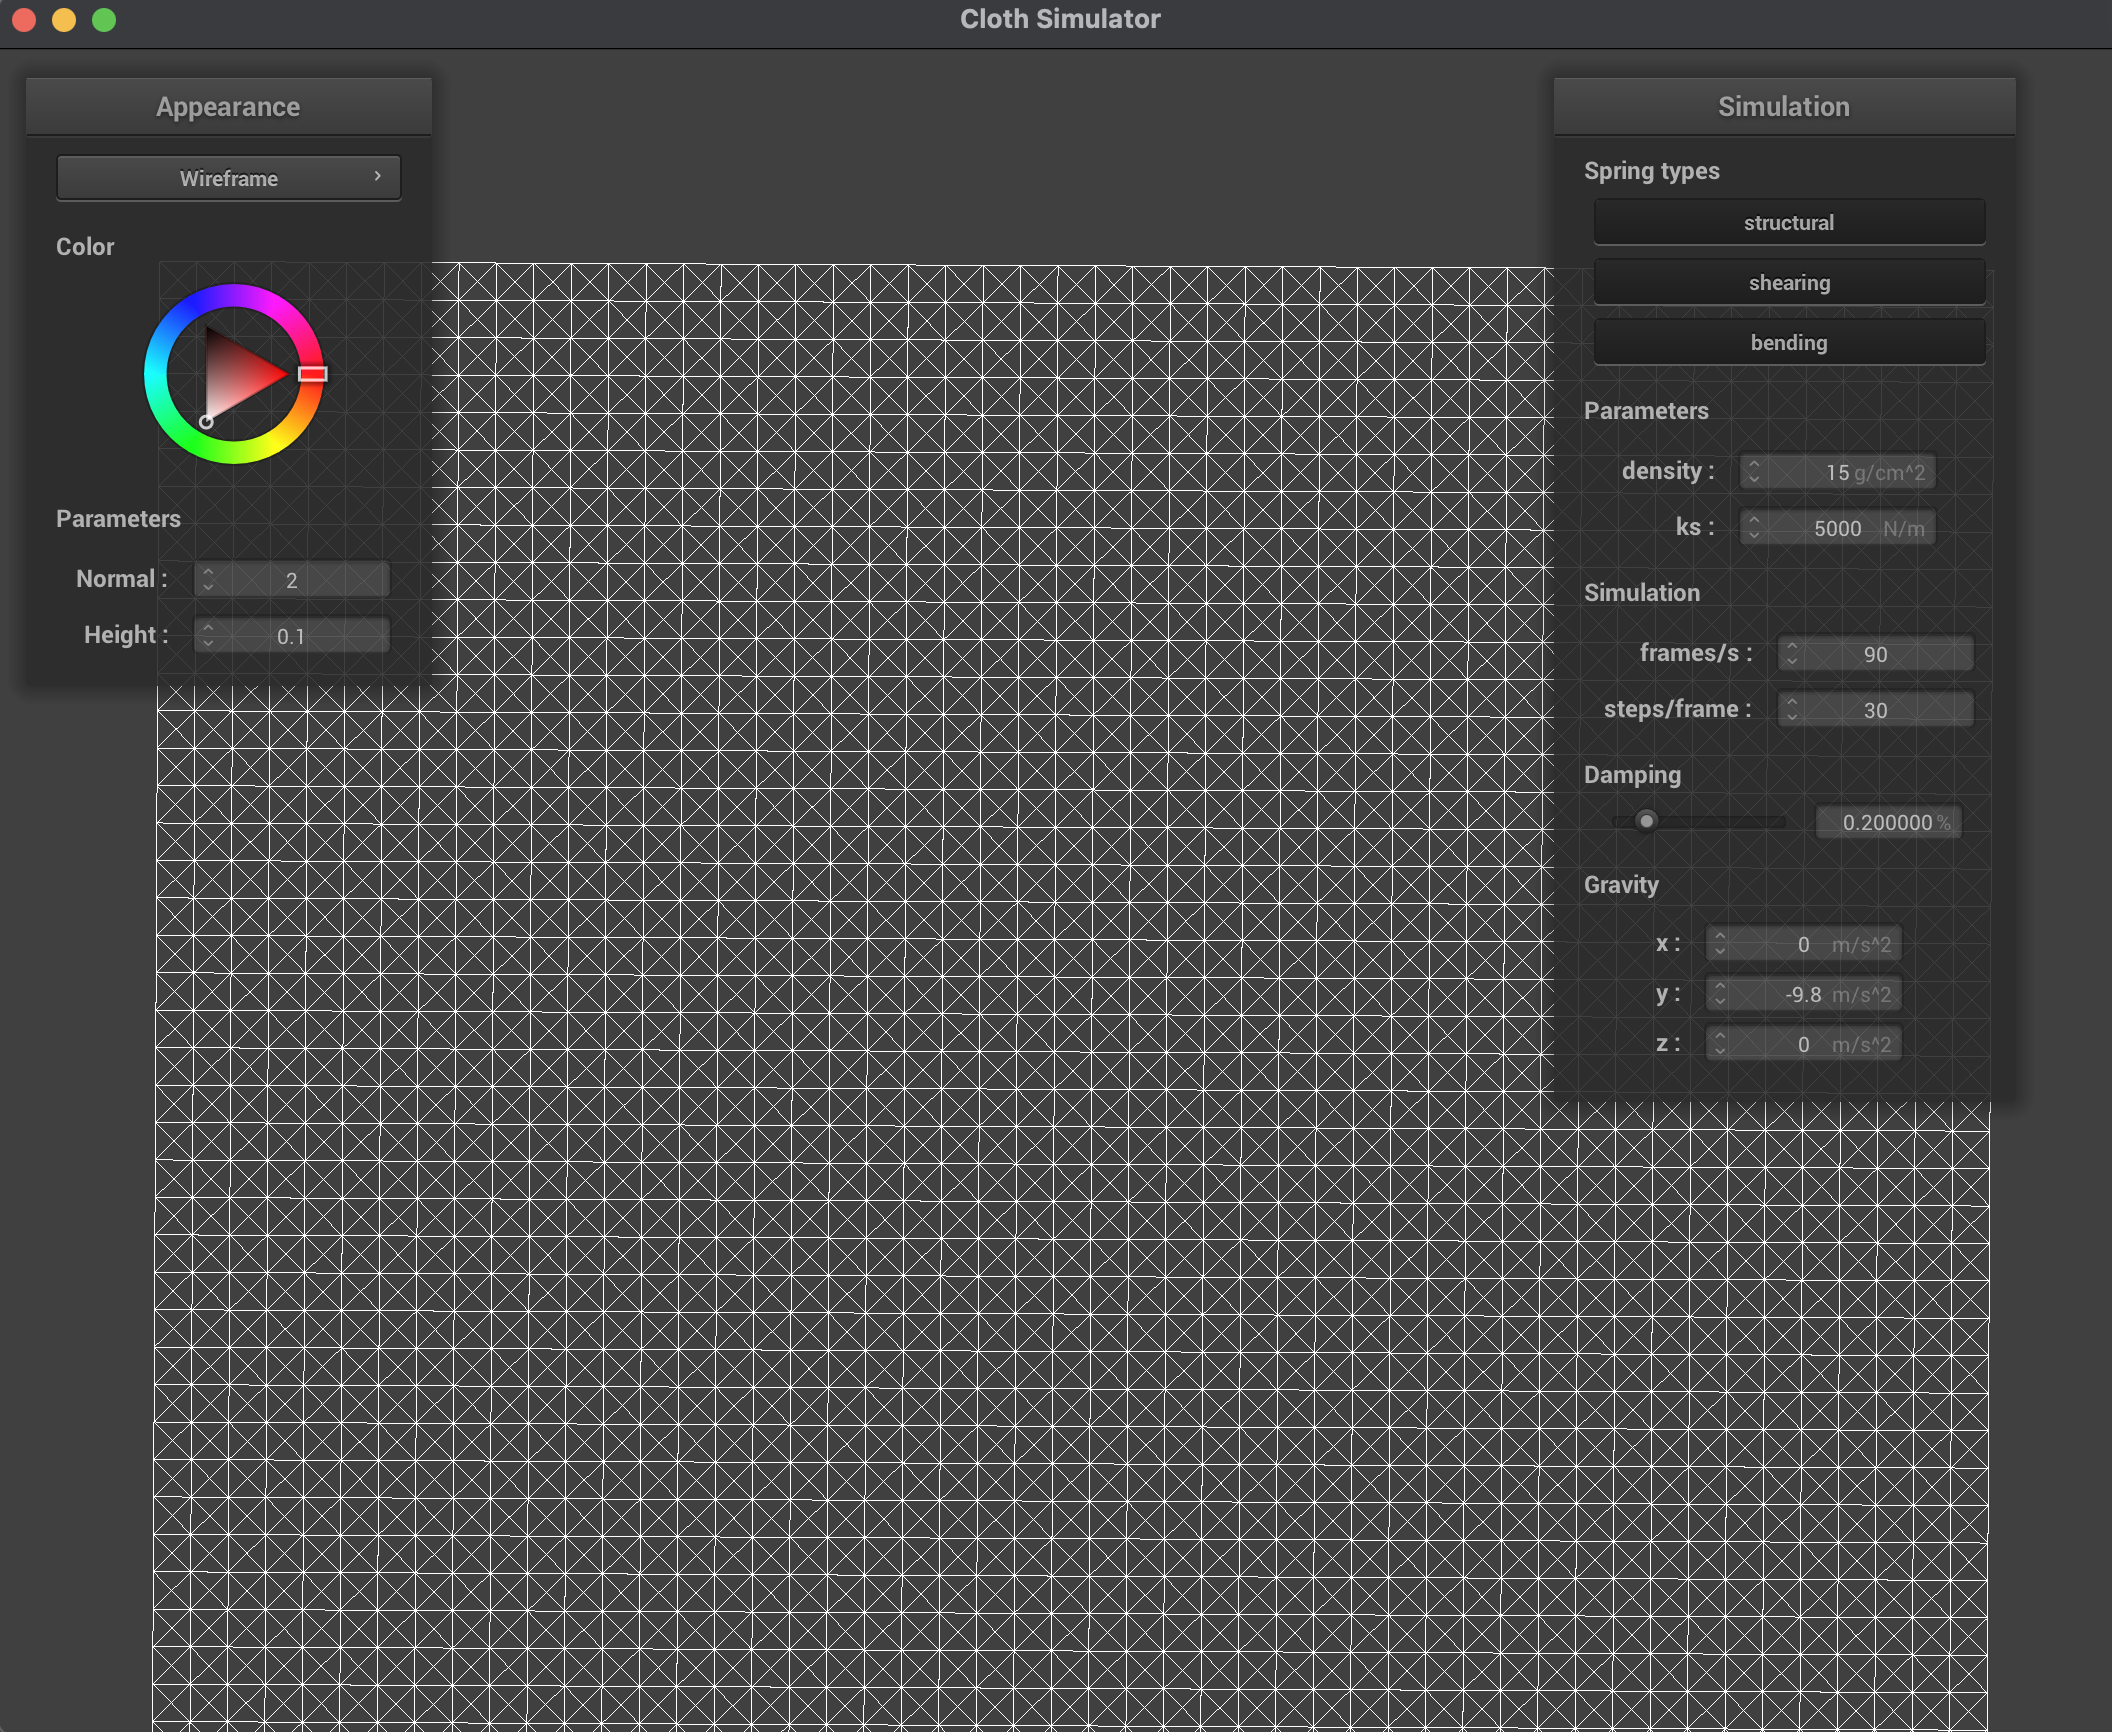 Cloth Simulator
Appearance
Wireframe
Color
Parameters
Normal : 2
Height : 0.1
Simulation
Spring types
structural
shearing
bending
Parameters
density : 15 g/cm^2
ks : 5000 N/m
Simulation
frames/s : 90
steps/frame : 30
Damping
0.200000 %
Gravity
x : 0 m/s^2
y : -9.8 m/s^2
z : 0 m/s^2